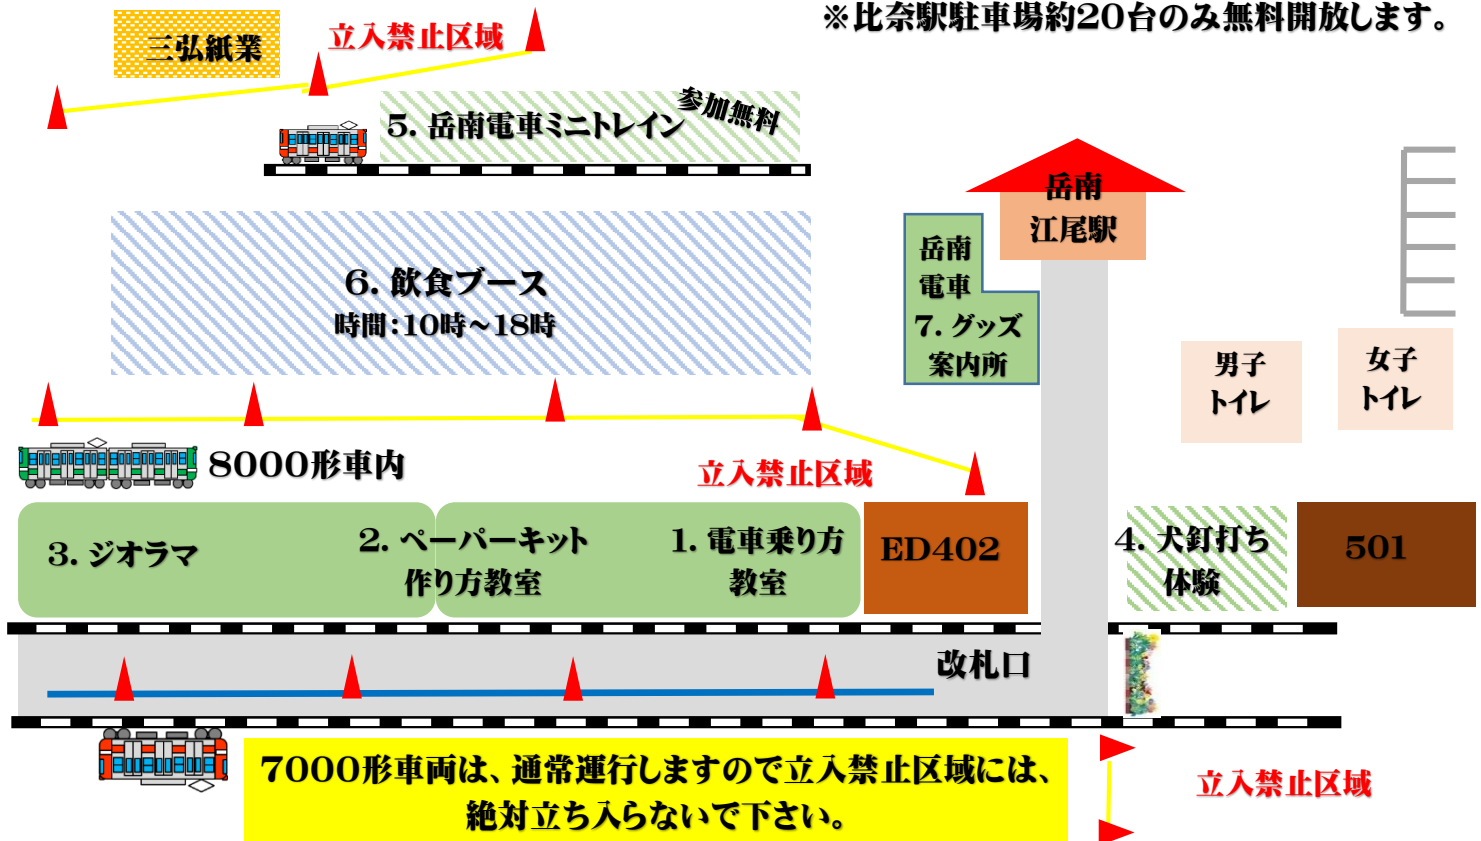 ※比奈駅駐車場約20台のみ無料開放します。
三弘紙業
立入禁止区域
5. 岳南電車ミニトレイン
参加無料
岳南
江尾駅
岳南
電車
7. グッズ
案内所
6. 飲食ブース
時間:10時～18時
男子
トイレ
女子
トイレ
8000形車内
立入禁止区域
3. ジオラマ
2. ペーパーキット
作り方教室
1. 電車乗り方
教室
ED402
4. 犬釘打ち
体験
501
改札口
7000形車両は、通常運行しますので立入禁止区域には、
絶対立ち入らないで下さい。
立入禁止区域